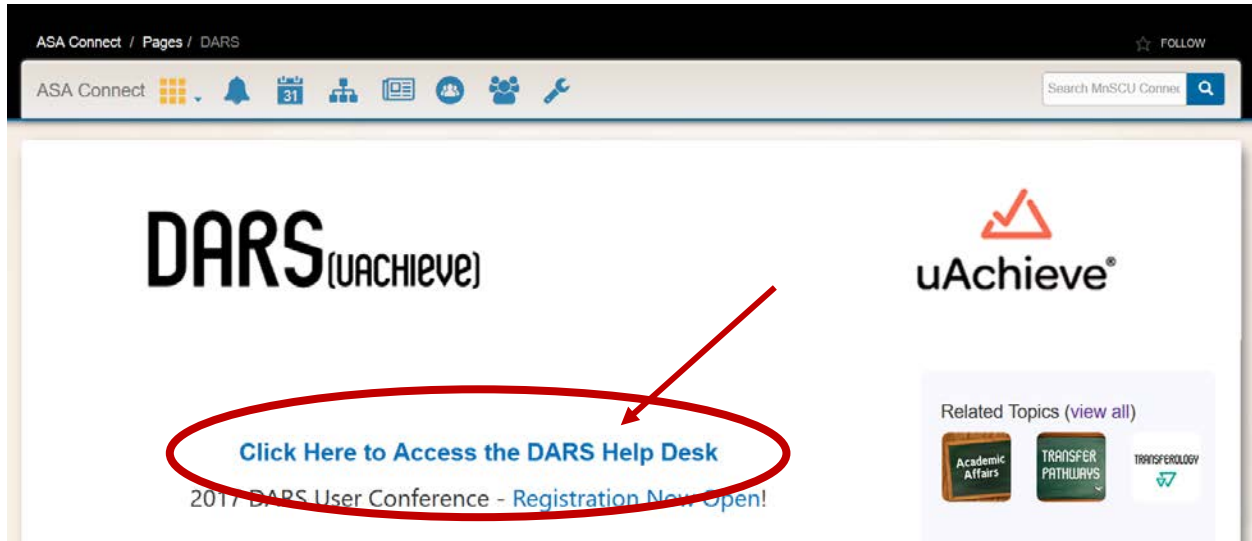 ASA Connect / Pages / DARS
FOLLOW
ASA Connect
31
Search MnSCU Connec
DARS (UACHIEVE)
uAchieve®
Click Here to Access the DARS Help Desk
2017 DARS User Conference - Registration Now Open!
Related Topics (view all)
Academic
Affairs
TRANSFER
PATHWAYS
TRANSFEROLOGY